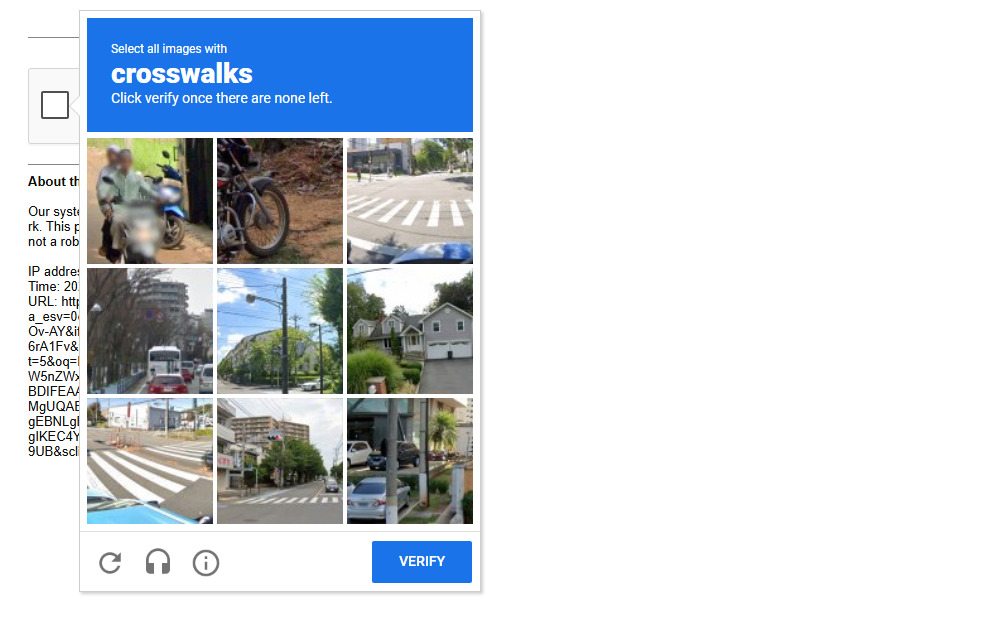 Select all images with
crosswalks
Click verify once there are none left.
About th
Our syste
rk. This p
not a rob
IP addres
Time: 20
URL: http
a_esv=0
Ov-AY&if
6rA1Fv&
t=5&oq=
W5nZWx
BDIFEAA
MgUQAE
gEBNLgl
gIKEC4Y
9UB&scl
VERIFY